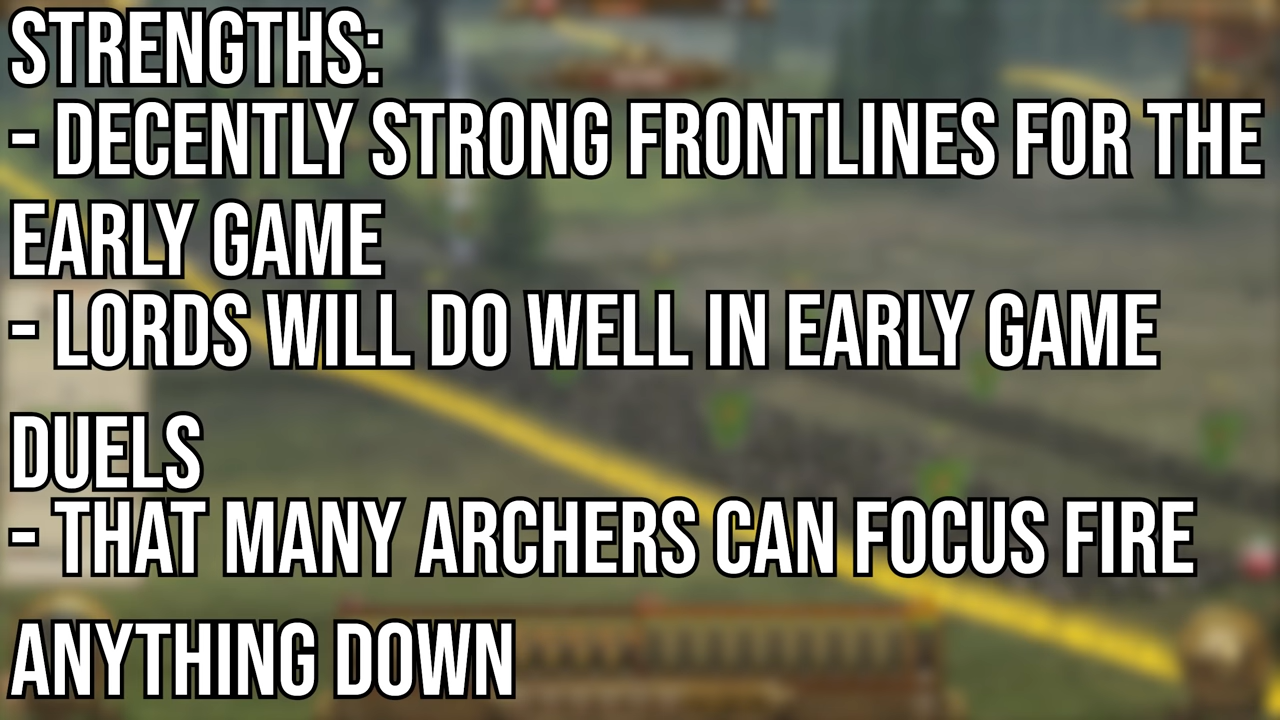 STRENGTHS:
- DECENTLY STRONG FRONTLINES FOR THE
EARLY GAME
- LORDS WILL DO WELL IN EARLY GAME
DUELS
- THAT MANY ARCHERS CAN FOCUS FIRE
ANYTHING DOWN